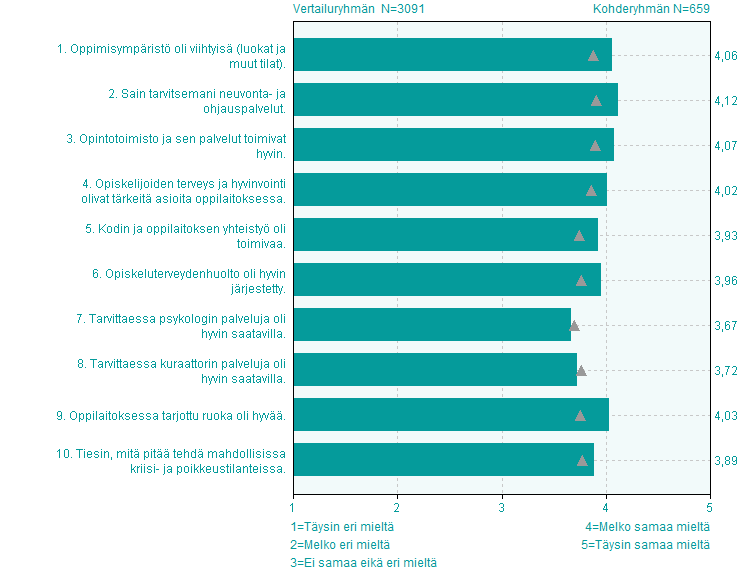 Vertailuryhmän N=3091
Kohderyhmän N=659
1. Oppimisympäristö oli viihtyisä (luokat ja
muut tilat).
4,06
2. Sain tarvitsemani neuvonta- ja
ohjauspalvelut.
4,12
3. Opintotoimisto ja sen palvelut toimivat
hyvin.
4,07
4. Opiskelijoiden terveys ja hyvinvointi
olivat tärkeitä asioita oppilaitoksessa.
4,02
5. Kodin ja oppilaitoksen yhteistyö oli
toimivaa.
3,93
6. Opiskeluterveydenhuolto oli hyvin
järjestetty.
3,96
7. Tarvittaessa psykologin palveluja oli
hyvin saatavilla.
3,67
8. Tarvittaessa kuraattorin palveluja oli
hyvin saatavilla.
3,72
9. Oppilaitoksessa tarjottu ruoka oli hyvää.
4,03
10. Tiesin, mitä pitää tehdä mahdollisissa
kriisi- ja poikkeustilanteissa.
3,89
1 2 3 4 5
1=Täysin eri mieltä
2=Melko eri mieltä
3=Ei samaa eikä eri mieltä
4=Melko samaa mieltä
5=Täysin samaa mieltä